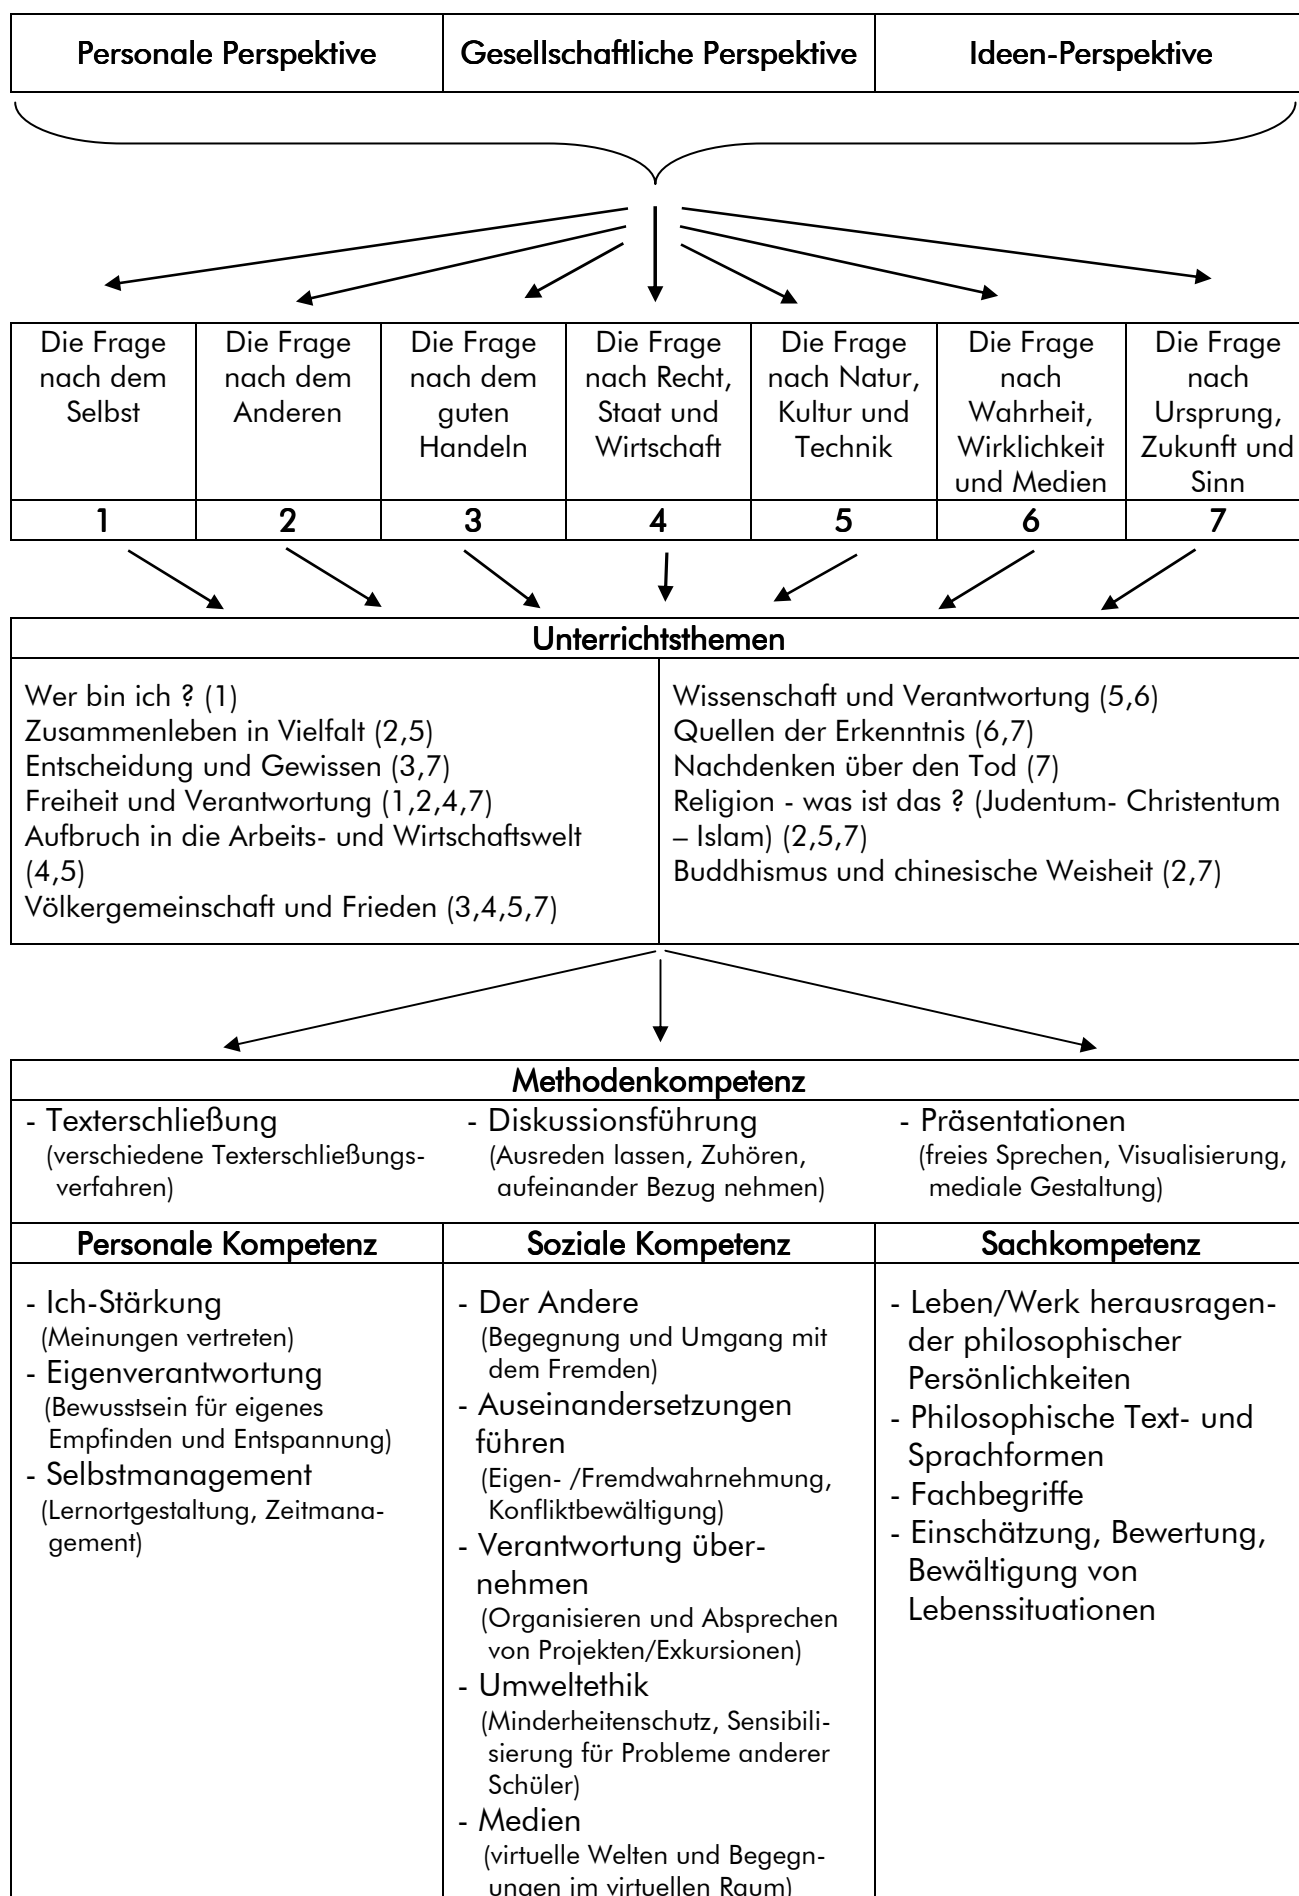 Personale Perspektive
Gesellschaftliche Perspektive
Ideen-Perspektive
Die Frage
nach dem
Selbst
Die Frage
nach dem
Anderen
Die Frage
nach dem
guten
Handeln
Die Frage
nach Recht,
Staat und
Wirtschaft
Die Frage
nach Natur,
Kultur und
Technik
Die Frage
nach
Wahrheit,
Wirklichkeit
und Medien
Die Frage
nach
Ursprung,
Zukunft und
Sinn
1
2
3
4
5
6
7
Unterrichtsthemen
Wer bin ich ? (1)
Zusammenleben in Vielfalt (2,5)
Entscheidung und Gewissen (3,7)
Freiheit und Verantwortung (1,2,4,7)
Aufbruch in die Arbeits- und Wirtschaftswelt
(4,5)
Völkergemeinschaft und Frieden (3,4,5,7)
Wissenschaft und Verantwortung (5,6)
Quellen der Erkenntnis (6,7)
Nachdenken über den Tod (7)
Religion - was ist das ? (Judentum- Christentum
– Islam) (2,5,7)
Buddhismus und chinesische Weisheit (2,7)
Methodenkompetenz
- Texterschließung
(verschiedene Texterschließungs-
verfahren)
- Diskussionsführung
(Ausreden lassen, Zuhören,
aufeinander Bezug nehmen)
- Präsentationen
(freies Sprechen, Visualisierung,
mediale Gestaltung)
Personale Kompetenz
- Ich-Stärkung
(Meinungen vertreten)
- Eigenverantwortung
(Bewusstsein für eigenes
Empfinden und Entspannung)
- Selbstmanagement
(Lernortgestaltung, Zeitmana-
gement)
Soziale Kompetenz
- Der Andere
(Begegnung und Umgang mit
dem Fremden)
- Auseinandersetzungen
führen
(Eigen- /Fremdwahrnehmung,
Konfliktbewältigung)
- Verantwortung über-
nehmen
(Organisieren und Absprechen
von Projekten/Exkursionen)
- Umweltethik
(Minderheitenschutz, Sensibili-
sierung für Probleme anderer
Schüler)
- Medien
(virtuelle Welten und Begegn-
ungen im virtuellen Raum)
Sachkompetenz
- Leben/Werk herausragen-
der philosophischer
Persönlichkeiten
- Philosophische Text- und
Sprachformen
- Fachbegriffe
- Einschätzung, Bewertung,
Bewältigung von
Lebenssituationen